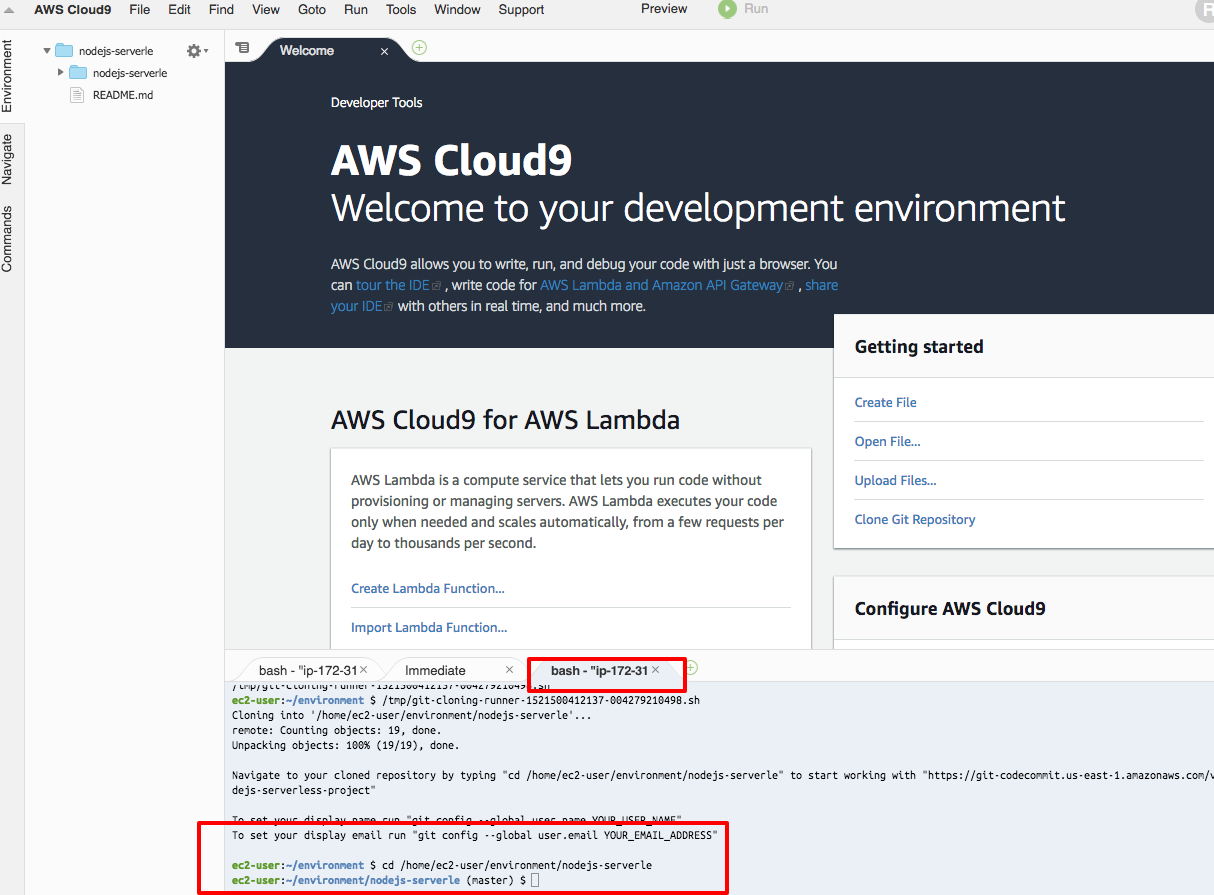 AWS Cloud9 File Edit Find View Goto Run Tools Window Support Preview Run
Environment
Navigate
Commands
nodejs-serverle
nodejs-serverle
README.md
Welcome
Developer Tools
AWS Cloud9
Welcome to your development environment
AWS Cloud9 allows you to write, run, and debug your code with just a browser. You
can tour the IDE , write code for AWS Lambda and Amazon API Gateway , share
your IDE with others in real time, and much more.
Getting started
Create File
Open File...
Upload Files...
Clone Git Repository
AWS Cloud9 for AWS Lambda
AWS Lambda is a compute service that lets you run code without
provisioning or managing servers. AWS Lambda executes your code
only when needed and scales automatically, from a few requests per
day to thousands per second.
Create Lambda Function...
Import Lambda Function...
Configure AWS Cloud9
bash - "ip-172-31 Immediate bash - "ip-172-31
/tmp/git-cloning-runner-1521500412137-004279210498.sh
ec2-user:~/environment $ /tmp/git-cloning-runner-1521500412137-004279210498.sh
Cloning into '/home/ec2-user/environment/nodejs-serverle'...
remote: Counting objects: 19, done.
Unpacking objects: 100% (19/19), done.
Navigate to your cloned repository by typing "cd /home/ec2-user/environment/nodejs-serverle" to start working with "https://git-codecommit.us-east-1.amazonaws.com/v
dejs-serverless-project"
To set your display name run "git config --global user.name YOUR_USER_NAME"
To set your display email run "git config --global user.email YOUR_EMAIL_ADDRESS"
ec2-user:~/environment $ cd /home/ec2-user/environment/nodejs-serverle
ec2-user:~/environment/nodejs-serverle (master) $